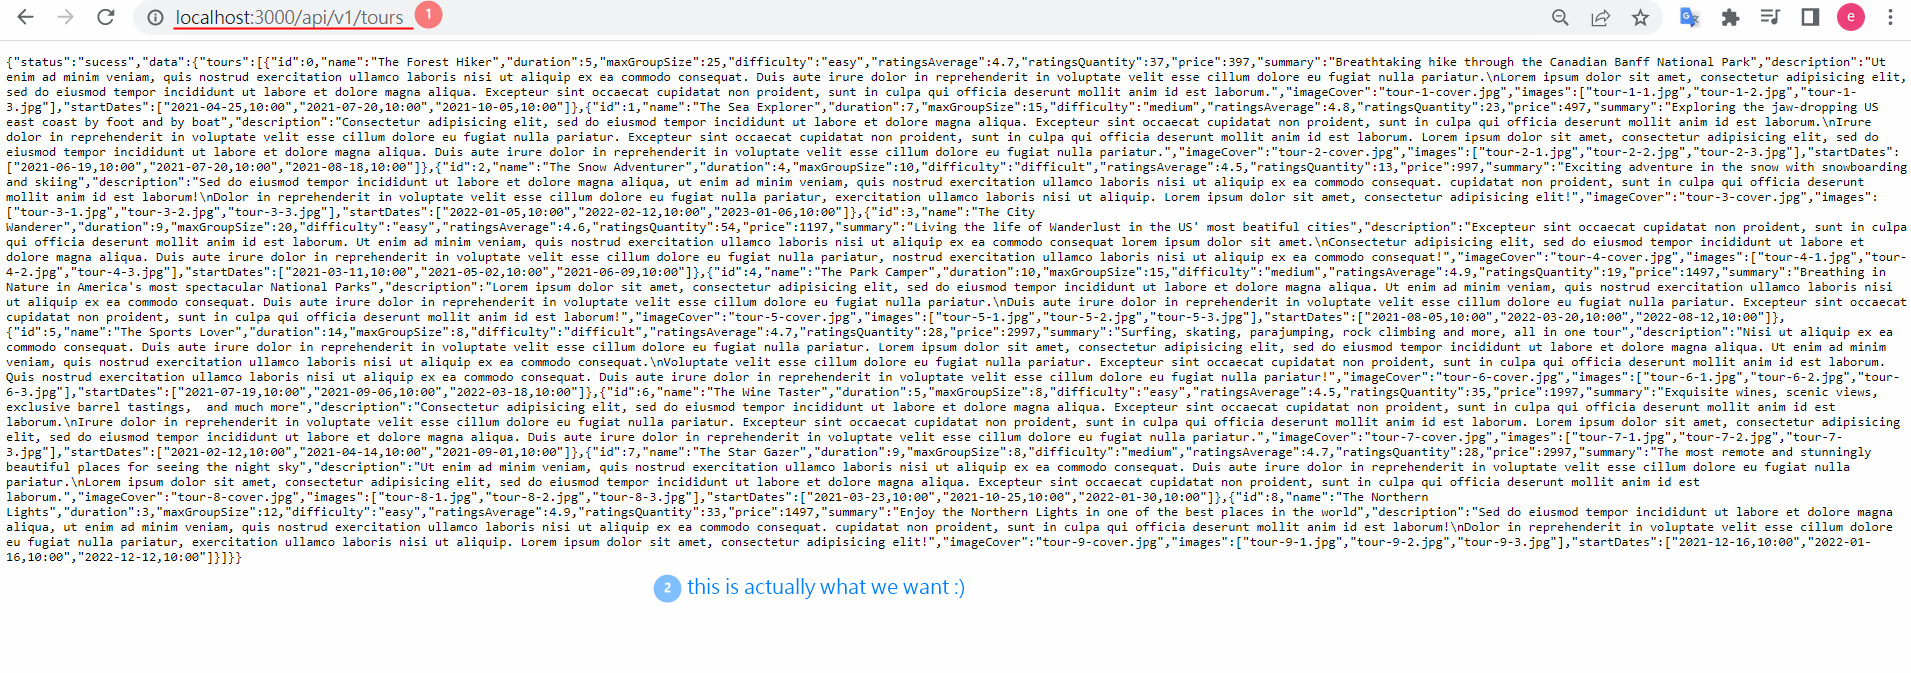 localhost:3000/api/v1/tours 1
e
{"status":"sucess","data":{"tours":[{"id":0,"name":"The Forest Hiker","duration":5,"maxGroupSize":25,"difficulty":"easy","ratingsAverage":4.7,"ratingsQuantity":37,"price":397,"summary":"Breathtaking hike through the Canadian Banff National Park","description":"Ut
enim ad minim veniam, quis nostrud exercitation ullamco laboris nisi ut aliquip ex ea commodo consequat. Duis aute irure dolor in reprehenderit in voluptate velit esse cillum dolore eu fugiat nulla pariatur.\nLorem ipsum dolor sit amet, consectetur adipisicing elit,
sed do eiusmod tempor incididunt ut labore et dolore magna aliqua. Excepteur sint occaecat cupidatat non proident, sunt in culpa qui officia deserunt mollit anim id est laborum.","imageCover":"tour-1-cover.jpg","images":["tour-1-1.jpg","tour-1-2.jpg","tour-1-
3.jpg"],"startDates":["2021-04-25,10:00","2021-07-20,10:00","2021-10-05,10:00"]},{"id":1,"name":"The Sea Explorer","duration":7,"maxGroupSize":15,"difficulty":"medium","ratingsAverage":4.8,"ratingsQuantity":23,"price":497,"summary":"Exploring the jaw-dropping US
east coast by foot and by boat","description":"Consectetur adipisicing elit, sed do eiusmod tempor incididunt ut labore et dolore magna aliqua. Excepteur sint occaecat cupidatat non proident, sunt in culpa qui officia deserunt mollit anim id est laborum.\nIrure
dolor in reprehenderit in voluptate velit esse cillum dolore eu fugiat nulla pariatur. Excepteur sint occaecat cupidatat non proident, sunt in culpa qui officia deserunt mollit anim id est laborum. Lorem ipsum dolor sit amet, consectetur adipisicing elit, sed do
eiusmod tempor incididunt ut labore et dolore magna aliqua. Duis aute irure dolor in reprehenderit in voluptate velit esse cillum dolore eu fugiat nulla pariatur.","imageCover":"tour-2-cover.jpg","images":["tour-2-1.jpg","tour-2-2.jpg","tour-2-3.jpg"],"startDates":
["2021-06-19,10:00","2021-07-20,10:00","2021-08-18,10:00"]},{"id":2,"name":"The Snow Adventurer","duration":4,"maxGroupSize":10,"difficulty":"difficult","ratingsAverage":4.5,"ratingsQuantity":13,"price":997,"summary":"Exciting adventure in the snow with snowboarding
and skiing","description":"Sed do eiusmod tempor incididunt ut labore et dolore magna aliqua, ut enim ad minim veniam, quis nostrud exercitation ullamco laboris nisi ut aliquip ex ea commodo consequat. cupidatat non proident, sunt in culpa qui officia deserunt
mollit anim id est laborum!\nDolor in reprehenderit in voluptate velit esse cillum dolore eu fugiat nulla pariatur, exercitation ullamco laboris nisi ut aliquip. Lorem ipsum dolor sit amet, consectetur adipisicing elit!","imageCover":"tour-3-cover.jpg","images":
["tour-3-1.jpg","tour-3-2.jpg","tour-3-3.jpg"],"startDates":["2022-01-05,10:00","2022-02-12,10:00","2023-01-06,10:00"]},{"id":3,"name":"The City
Wanderer","duration":9,"maxGroupSize":20,"difficulty":"easy","ratingsAverage":4.6,"ratingsQuantity":54,"price":1197,"summary":"Living the life of Wanderlust in the US' most beatiful cities","description":"Excepteur sint occaecat cupidatat non proident, sunt in culpa
qui officia deserunt mollit anim id est laborum. Ut enim ad minim veniam, quis nostrud exercitation ullamco laboris nisi ut aliquip ex ea commodo consequat lorem ipsum dolor sit amet.\nConsectetur adipisicing elit, sed do eiusmod tempor incididunt ut labore et
dolore magna aliqua. Duis aute irure dolor in reprehenderit in voluptate velit esse cillum dolore eu fugiat nulla pariatur, nostrud exercitation ullamco laboris nisi ut aliquip ex ea commodo consequat!","imageCover":"tour-4-cover.jpg","images":["tour-4-1.jpg","tour-
4-2.jpg","tour-4-3.jpg"],"startDates":["2021-03-11,10:00","2021-05-02,10:00","2021-06-09,10:00"]},{"id":4,"name":"The Park Camper","duration":10,"maxGroupSize":15,"difficulty":"medium","ratingsAverage":4.9,"ratingsQuantity":19,"price":1497,"summary":"Breathing in
Nature in America's most spectacular National Parks","description":"Lorem ipsum dolor sit amet, consectetur adipisicing elit, sed do eiusmod tempor incididunt ut labore et dolore magna aliqua. Ut enim ad minim veniam, quis nostrud exercitation ullamco laboris nisi
ut aliquip ex ea commodo consequat. Duis aute irure dolor in reprehenderit in voluptate velit esse cillum dolore eu fugiat nulla pariatur.\nDuis aute irure dolor in reprehenderit in voluptate velit esse cillum dolore eu fugiat nulla pariatur. Excepteur sint occaecat
cupidatat non proident, sunt in culpa qui officia deserunt mollit anim id est laborum!","imageCover":"tour-5-cover.jpg","images":["tour-5-1.jpg","tour-5-2.jpg","tour-5-3.jpg"],"startDates":["2021-08-05,10:00","2022-03-20,10:00","2022-08-12,10:00"]},
{"id":5,"name":"The Sports Lover","duration":14,"maxGroupSize":8,"difficulty":"difficult","ratingsAverage":4.7,"ratingsQuantity":28,"price":2997,"summary":"Surfing, skating, parajumping, rock climbing and more, all in one tour","description":"Nisi ut aliquip ex ea
commodo consequat. Duis aute irure dolor in reprehenderit in voluptate velit esse cillum dolore eu fugiat nulla pariatur. Lorem ipsum dolor sit amet, consectetur adipisicing elit, sed do eiusmod tempor incididunt ut labore et dolore magna aliqua. Ut enim ad minim
veniam, quis nostrud exercitation ullamco laboris nisi ut aliquip ex ea commodo consequat.\nVoluptate velit esse cillum dolore eu fugiat nulla pariatur. Excepteur sint occaecat cupidatat non proident, sunt in culpa qui officia deserunt mollit anim id est laborum.
Quis nostrud exercitation ullamco laboris nisi ut aliquip ex ea commodo consequat. Duis aute irure dolor in reprehenderit in voluptate velit esse cillum dolore eu fugiat nulla pariatur!","imageCover":"tour-6-cover.jpg","images":["tour-6-1.jpg","tour-6-2.jpg","tour-
6-3.jpg"],"startDates":["2021-07-19,10:00","2021-09-06,10:00","2022-03-18,10:00"]},{"id":6,"name":"The Wine Taster","duration":5,"maxGroupSize":8,"difficulty":"easy","ratingsAverage":4.5,"ratingsQuantity":35,"price":1997,"summary":"Exquisite wines, scenic views,
exclusive barrel tastings,  and much more","description":"Consectetur adipisicing elit, sed do eiusmod tempor incididunt ut labore et dolore magna aliqua. Excepteur sint occaecat cupidatat non proident, sunt in culpa qui officia deserunt mollit anim id est
laborum.\nIrure dolor in reprehenderit in voluptate velit esse cillum dolore eu fugiat nulla pariatur. Excepteur sint occaecat cupidatat non proident, sunt in culpa qui officia deserunt mollit anim id est laborum. Lorem ipsum dolor sit amet, consectetur adipisicing
elit, sed do eiusmod tempor incididunt ut labore et dolore magna aliqua. Duis aute irure dolor in reprehenderit in voluptate velit esse cillum dolore eu fugiat nulla pariatur.","imageCover":"tour-7-cover.jpg","images":["tour-7-1.jpg","tour-7-2.jpg","tour-7-
3.jpg"],"startDates":["2021-02-12,10:00","2021-04-14,10:00","2021-09-01,10:00"]},{"id":7,"name":"The Star Gazer","duration":9,"maxGroupSize":8,"difficulty":"medium","ratingsAverage":4.7,"ratingsQuantity":28,"price":2997,"summary":"The most remote and stunningly
beautiful places for seeing the night sky","description":"Ut enim ad minim veniam, quis nostrud exercitation ullamco laboris nisi ut aliquip ex ea commodo consequat. Duis aute irure dolor in reprehenderit in voluptate velit esse cillum dolore eu fugiat nulla
pariatur.\nLorem ipsum dolor sit amet, consectetur adipisicing elit, sed do eiusmod tempor incididunt ut labore et dolore magna aliqua. Excepteur sint occaecat cupidatat non proident, sunt in culpa qui officia deserunt mollit anim id est
laborum.","imageCover":"tour-8-cover.jpg","images":["tour-8-1.jpg","tour-8-2.jpg","tour-8-3.jpg"],"startDates":["2021-03-23,10:00","2021-10-25,10:00","2022-01-30,10:00"]},{"id":8,"name":"The Northern
Lights","duration":3,"maxGroupSize":12,"difficulty":"easy","ratingsAverage":4.9,"ratingsQuantity":33,"price":1497,"summary":"Enjoy the Northern Lights in one of the best places in the world","description":"Sed do eiusmod tempor incididunt ut labore et dolore magna
aliqua, ut enim ad minim veniam, quis nostrud exercitation ullamco laboris nisi ut aliquip ex ea commodo consequat. cupidatat non proident, sunt in culpa qui officia deserunt mollit anim id est laborum!\nDolor in reprehenderit in voluptate velit esse cillum dolore
eu fugiat nulla pariatur, exercitation ullamco laboris nisi ut aliquip. Lorem ipsum dolor sit amet, consectetur adipisicing elit!","imageCover":"tour-9-cover.jpg","images":["tour-9-1.jpg","tour-9-2.jpg","tour-9-3.jpg"],"startDates":["2021-12-16,10:00","2022-01-
16,10:00","2022-12-12,10:00"]}]}}
2 this is actually what we want :)